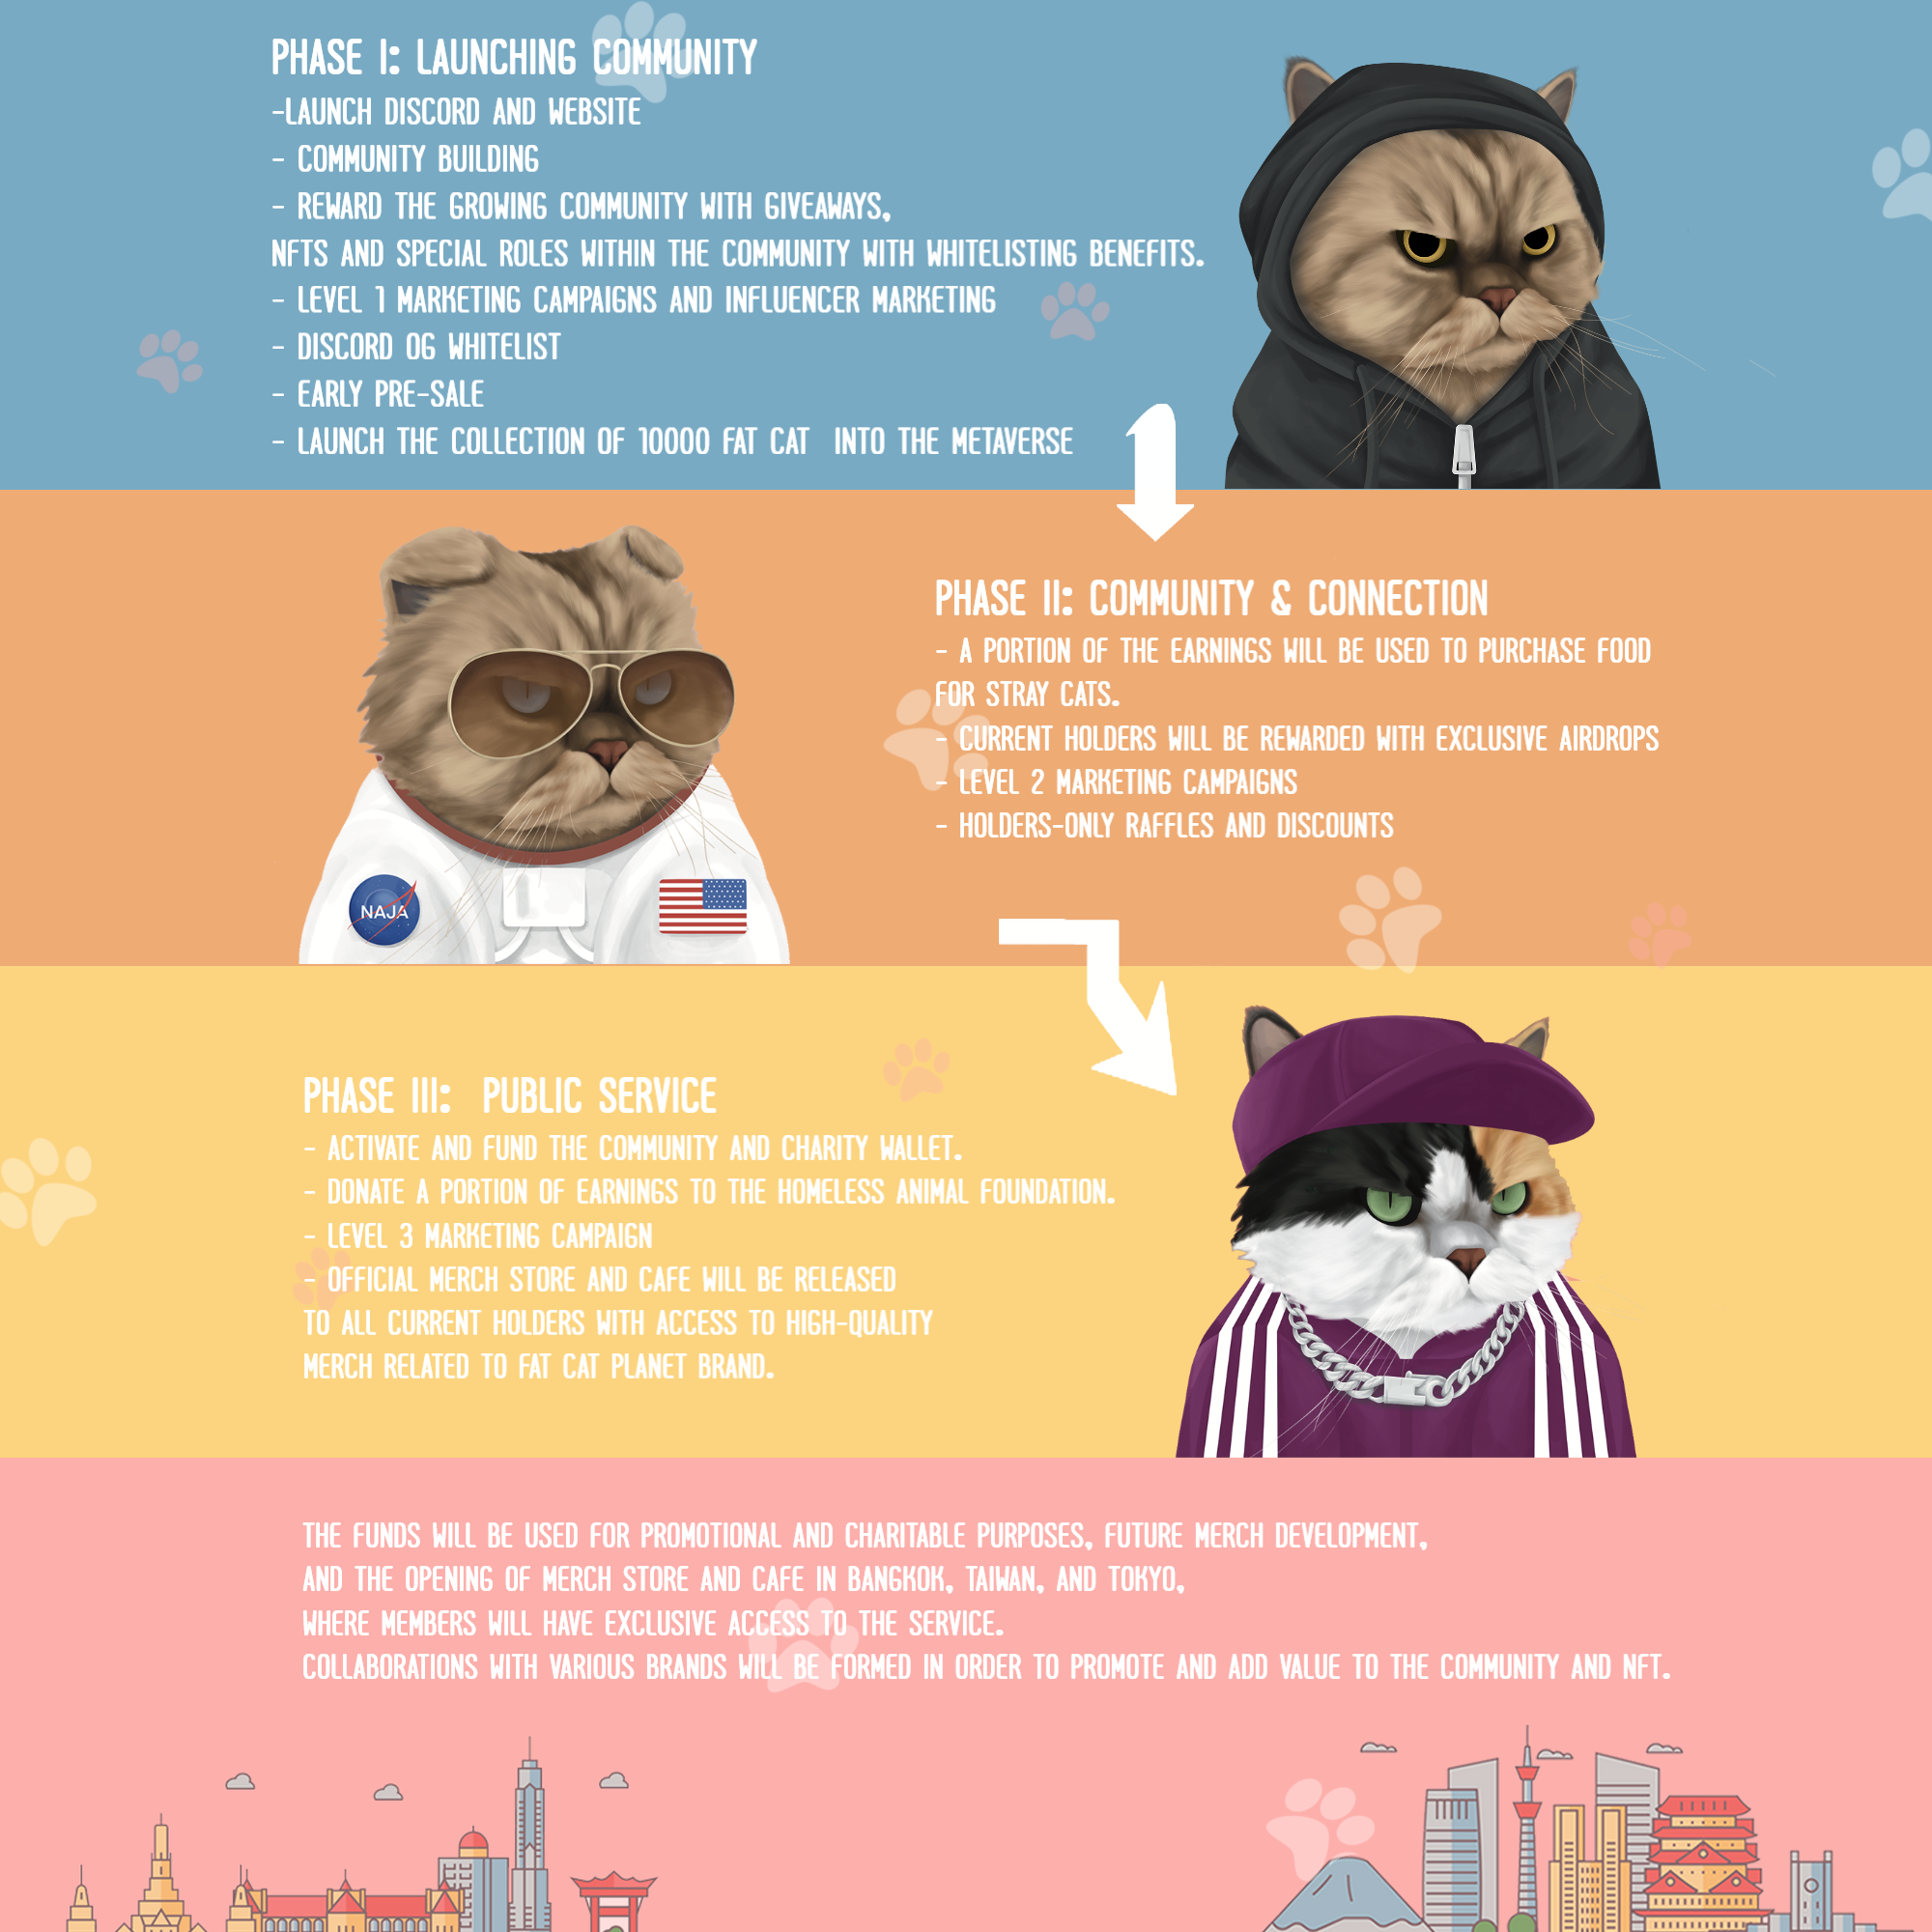 PHASE I: LAUNCHING COMMUNITY
-LAUNCH DISCORD AND WEBSITE
- COMMUNITY BUILDING
- REWARD THE GROWING COMMUNITY WITH GIVEAWAYS,
NFTS AND SPECIAL ROLES WITHIN THE COMMUNITY WITH WHITELISTING BENEFITS.
- LEVEL 1 MARKETING CAMPAIGNS AND INFLUENCER MARKETING
- DISCORD OG WHITELIST
- EARLY PRE-SALE
- LAUNCH THE COLLECTION OF 10000 FAT CAT INTO THE METAVERSE
PHASE II: COMMUNITY & CONNECTION
- A PORTION OF THE EARNINGS WILL BE USED TO PURCHASE FOOD
FOR STRAY CATS.
- CURRENT HOLDERS WILL BE REWARDED WITH EXCLUSIVE AIRDROPS
- LEVEL 2 MARKETING CAMPAIGNS
- HOLDERS-ONLY RAFFLES AND DISCOUNTS
NAJA
PHASE III: PUBLIC SERVICE
- ACTIVATE AND FUND THE COMMUNITY AND CHARITY WALLET.
- DONATE A PORTION OF EARNINGS TO THE HOMELESS ANIMAL FOUNDATION.
- LEVEL 3 MARKETING CAMPAIGN
- OFFICIAL MERCH STORE AND CAFE WILL BE RELEASED
TO ALL CURRENT HOLDERS WITH ACCESS TO HIGH-QUALITY
MERCH RELATED TO FAT CAT PLANET BRAND.
THE FUNDS WILL BE USED FOR PROMOTIONAL AND CHARITABLE PURPOSES, FUTURE MERCH DEVELOPMENT,
AND THE OPENING OF MERCH STORE AND CAFE IN BANGKOK, TAIWAN, AND TOKYO,
WHERE MEMBERS WILL HAVE EXCLUSIVE ACCESS TO THE SERVICE.
COLLABORATIONS WITH VARIOUS BRANDS WILL BE FORMED IN ORDER TO PROMOTE AND ADD VALUE TO THE COMMUNITY AND NFT.